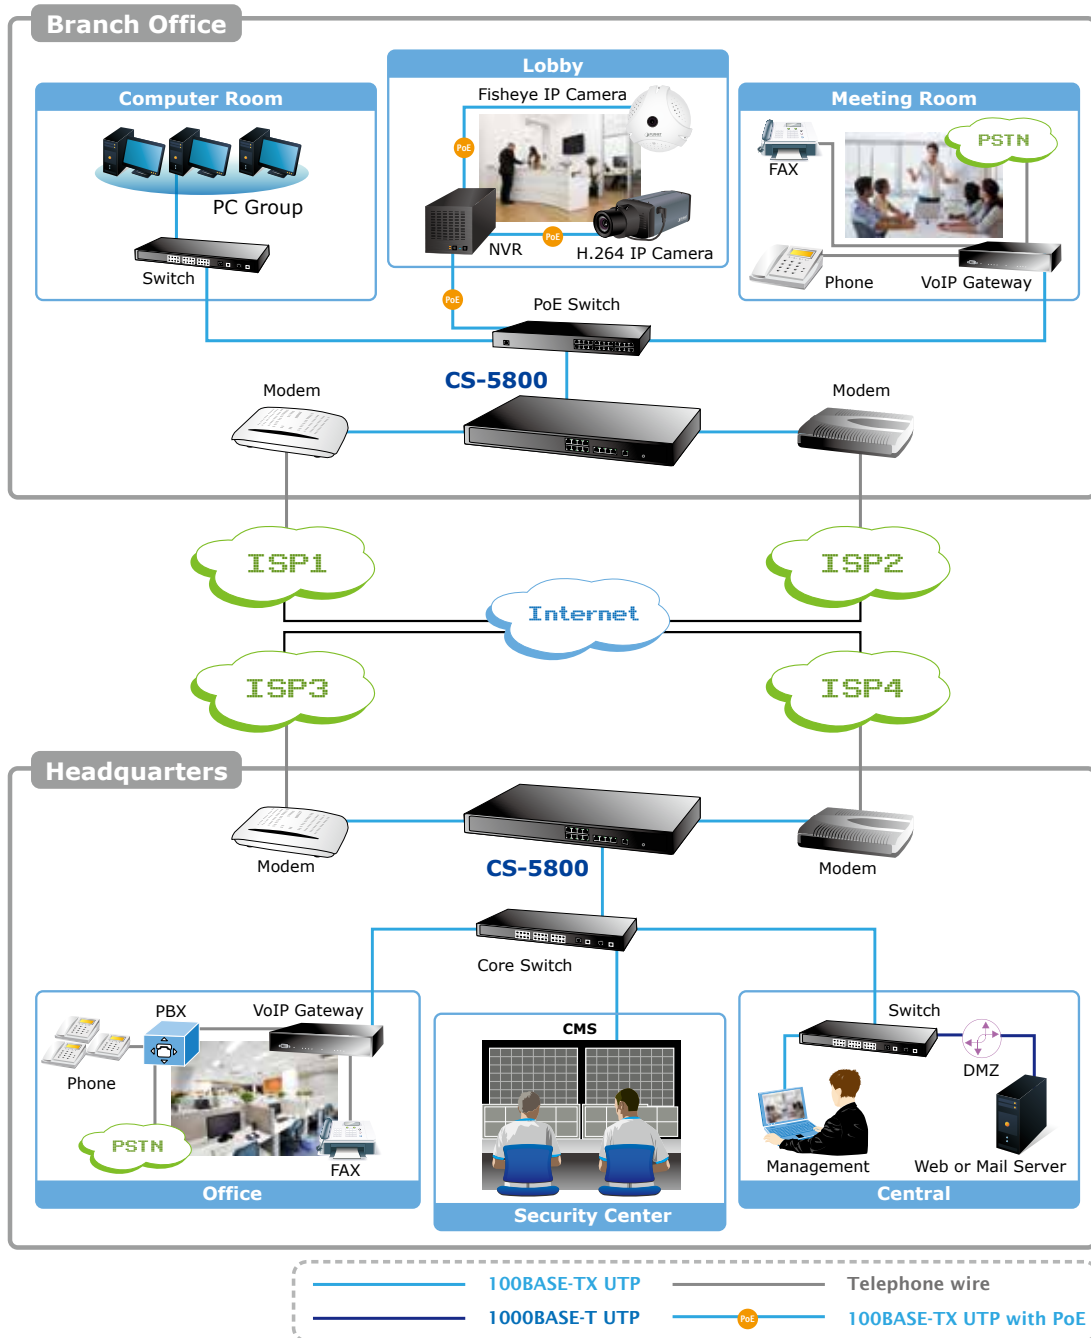 Branch Office
Computer Room
PC Group
Switch
Lobby
Fisheye IP Camera
PoE
PoE
NVR
H.264 IP Camera
PoE
Meeting Room
FAX
PSTN
Phone
VoIP Gateway
PoE Switch
CS-5800
Modem
Modem
ISP1
ISP2
Internet
ISP3
ISP4
Headquarters
Modem
CS-5800
Modem
Core Switch
PBX
VoIP Gateway
Phone
PSTN
FAX
Office
CMS
Security Center
Switch
DMZ
Management
Web or Mail Server
Central
100BASE-TX UTP
Telephone wire
1000BASE-T UTP
PoE
100BASE-TX UTP with PoE